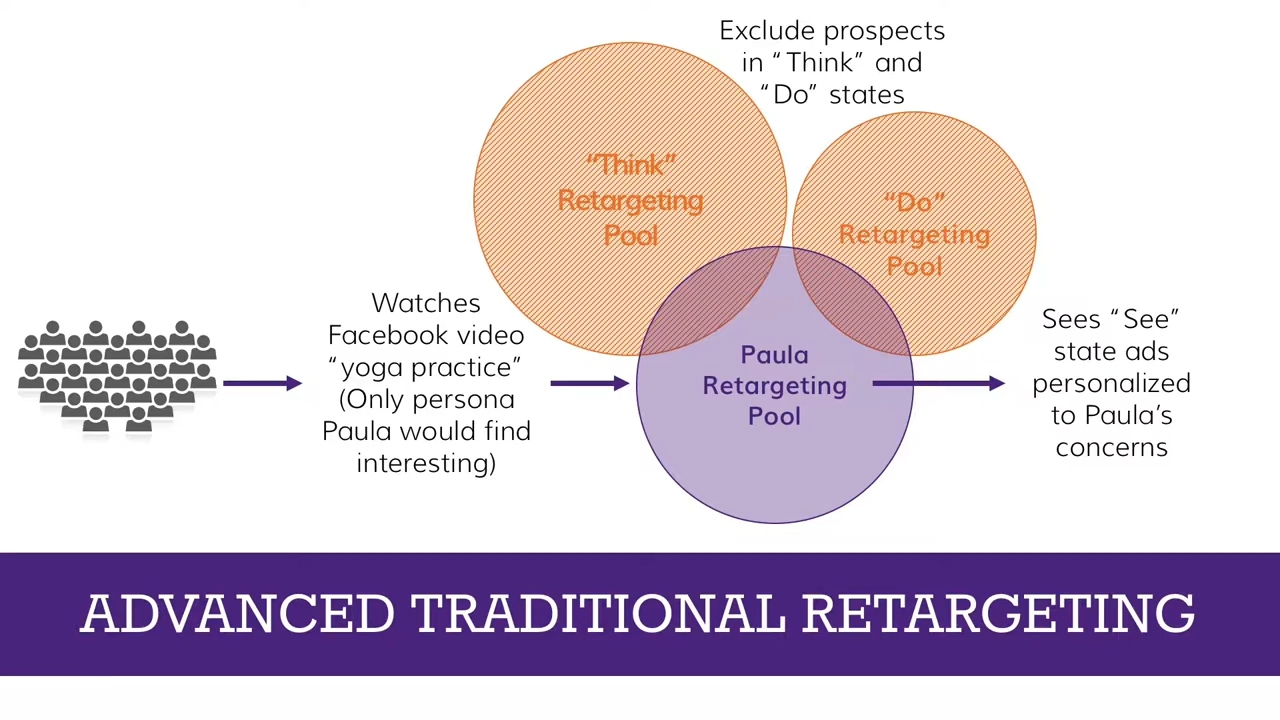 Exclude prospects
in “Think” and
“Do” states
“Think”
Retargeting
Pool
“Do”
Retargeting
Pool
Watches
Facebook video
“yoga practice”
(Only persona
Paula would find
interesting)
Paula
Retargeting
Pool
Sees “See”
state ads
personalized
to Paula’s
concerns
ADVANCED TRADITIONAL RETARGETING